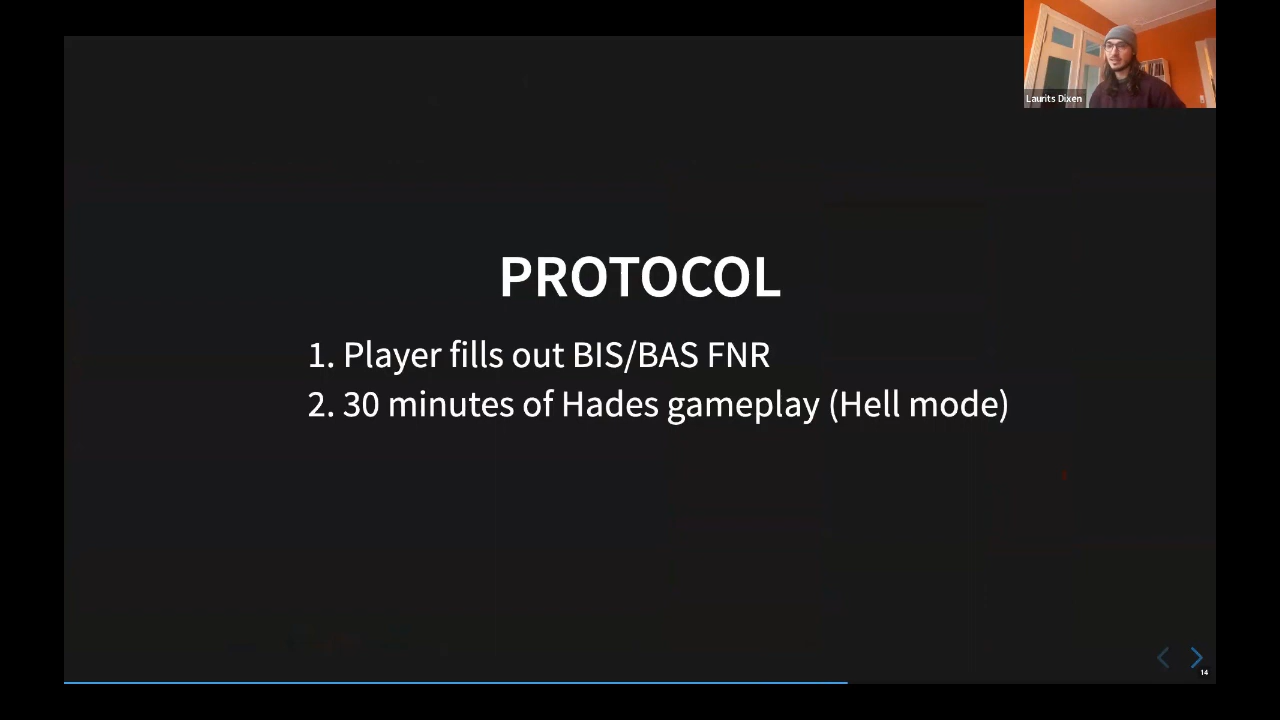 Laurits Dixen
PROTOCOL
1. Player fills out BIS/BAS FNR
2. 30 minutes of Hades gameplay (Hell mode)
14